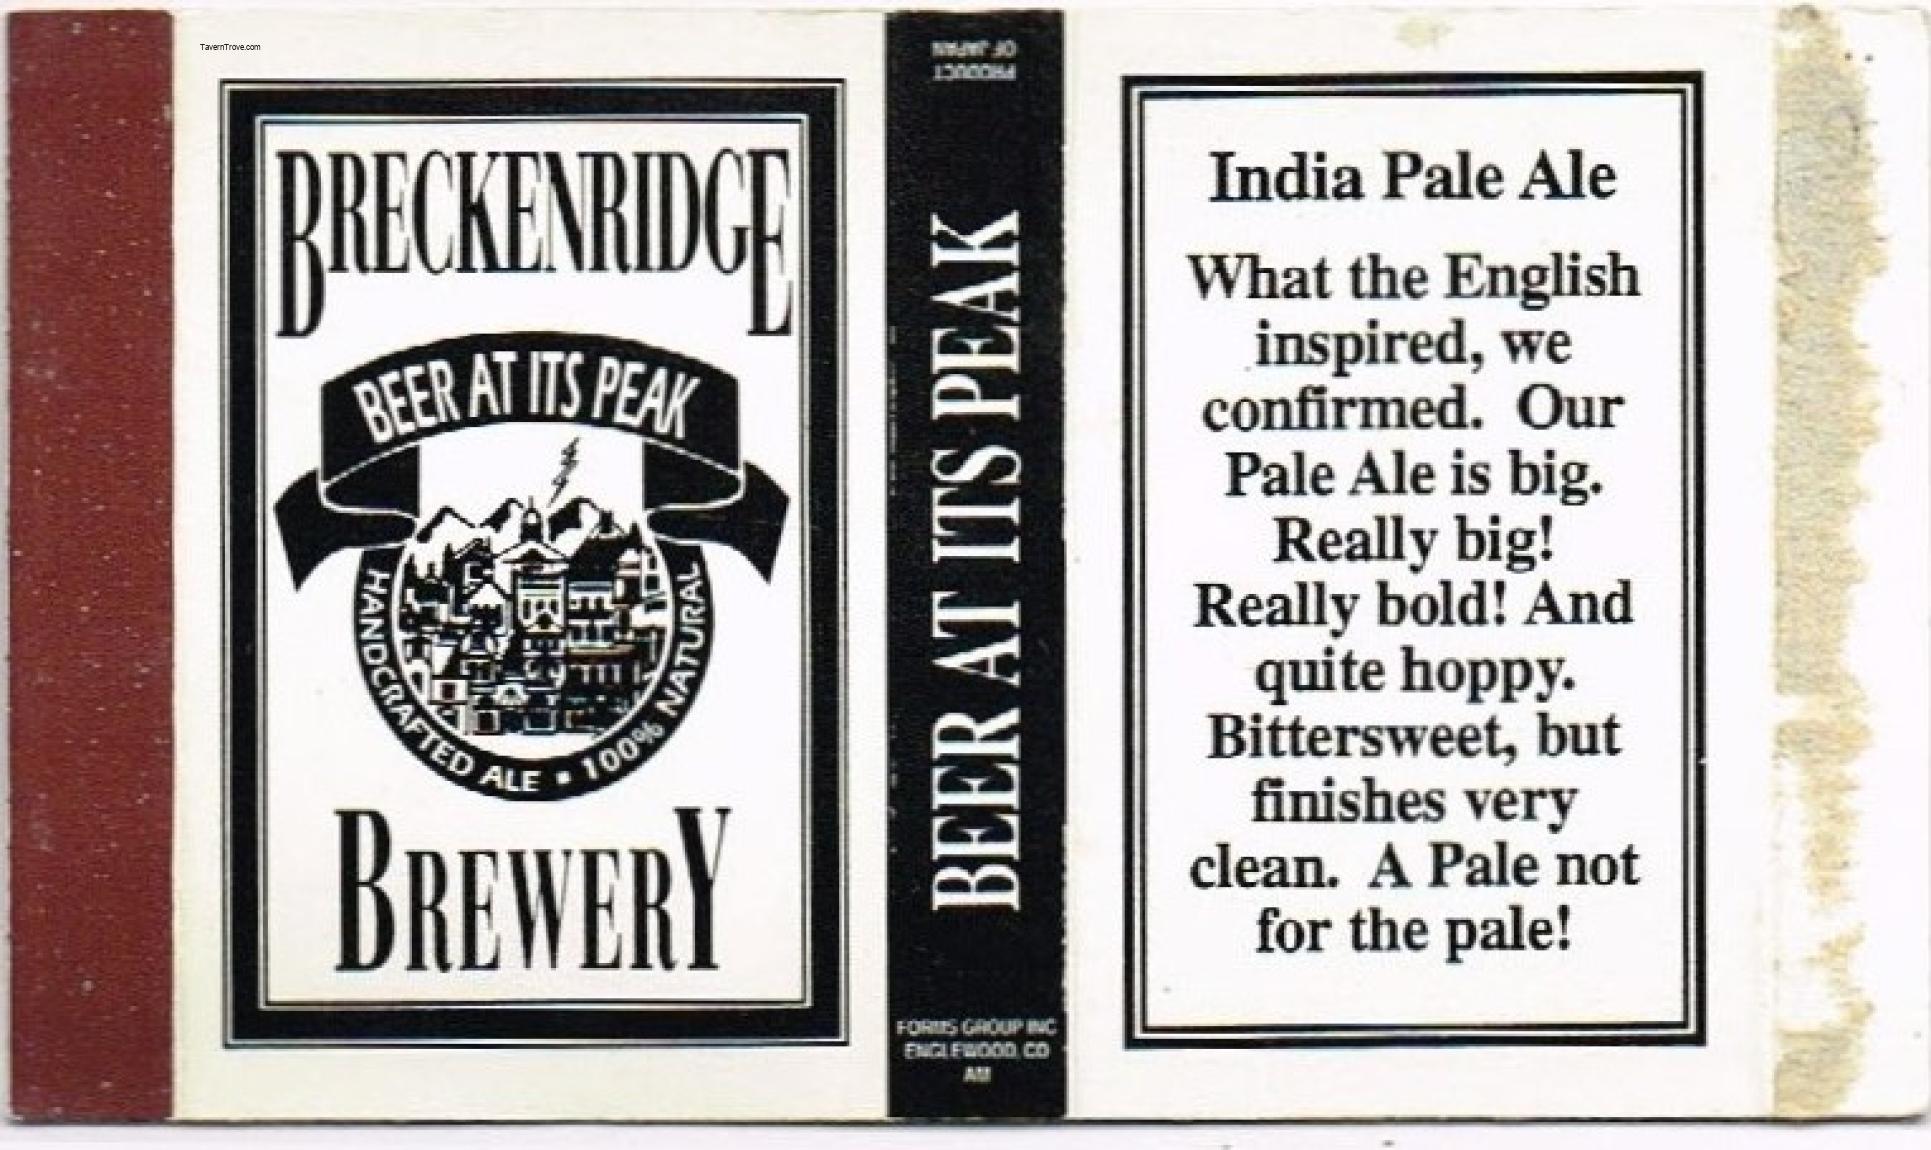 TavernTrove.com
BRECKENRIDGE
BEER AT ITS PEAK
HANDCRAFTED ALE • 100% NATURAL
BREWERY
PRODUCT
OF JAPAN
BEER AT ITS PEAK
FORMS GROUP INC
ENGLEWOOD, CO
AM
India Pale Ale
What the English
inspired, we
confirmed. Our
Pale Ale is big.
Really big!
Really bold! And
quite hoppy.
Bittersweet, but
finishes very
clean. A Pale not
for the pale!